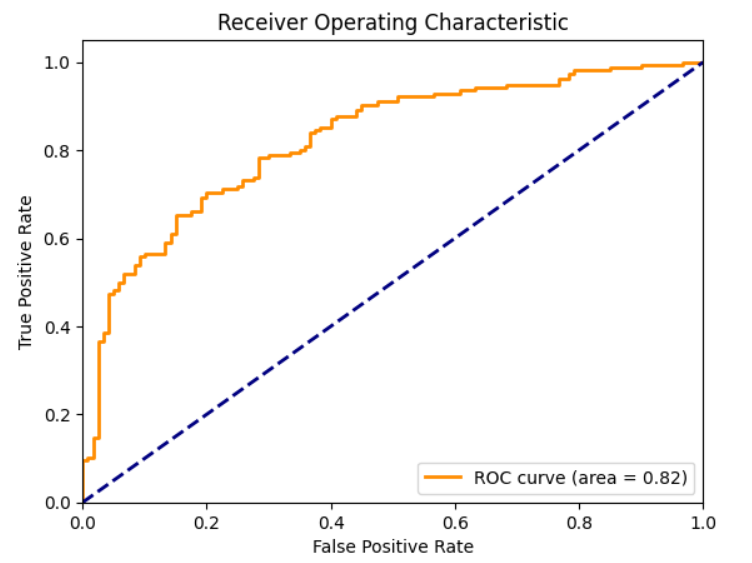 Receiver Operating Characteristic
True Positive Rate
1.0
0.8
0.6
0.4
0.2
0.0
ROC curve (area = 0.82)
0.0 0.2 0.4 0.6 0.8 1.0
False Positive Rate